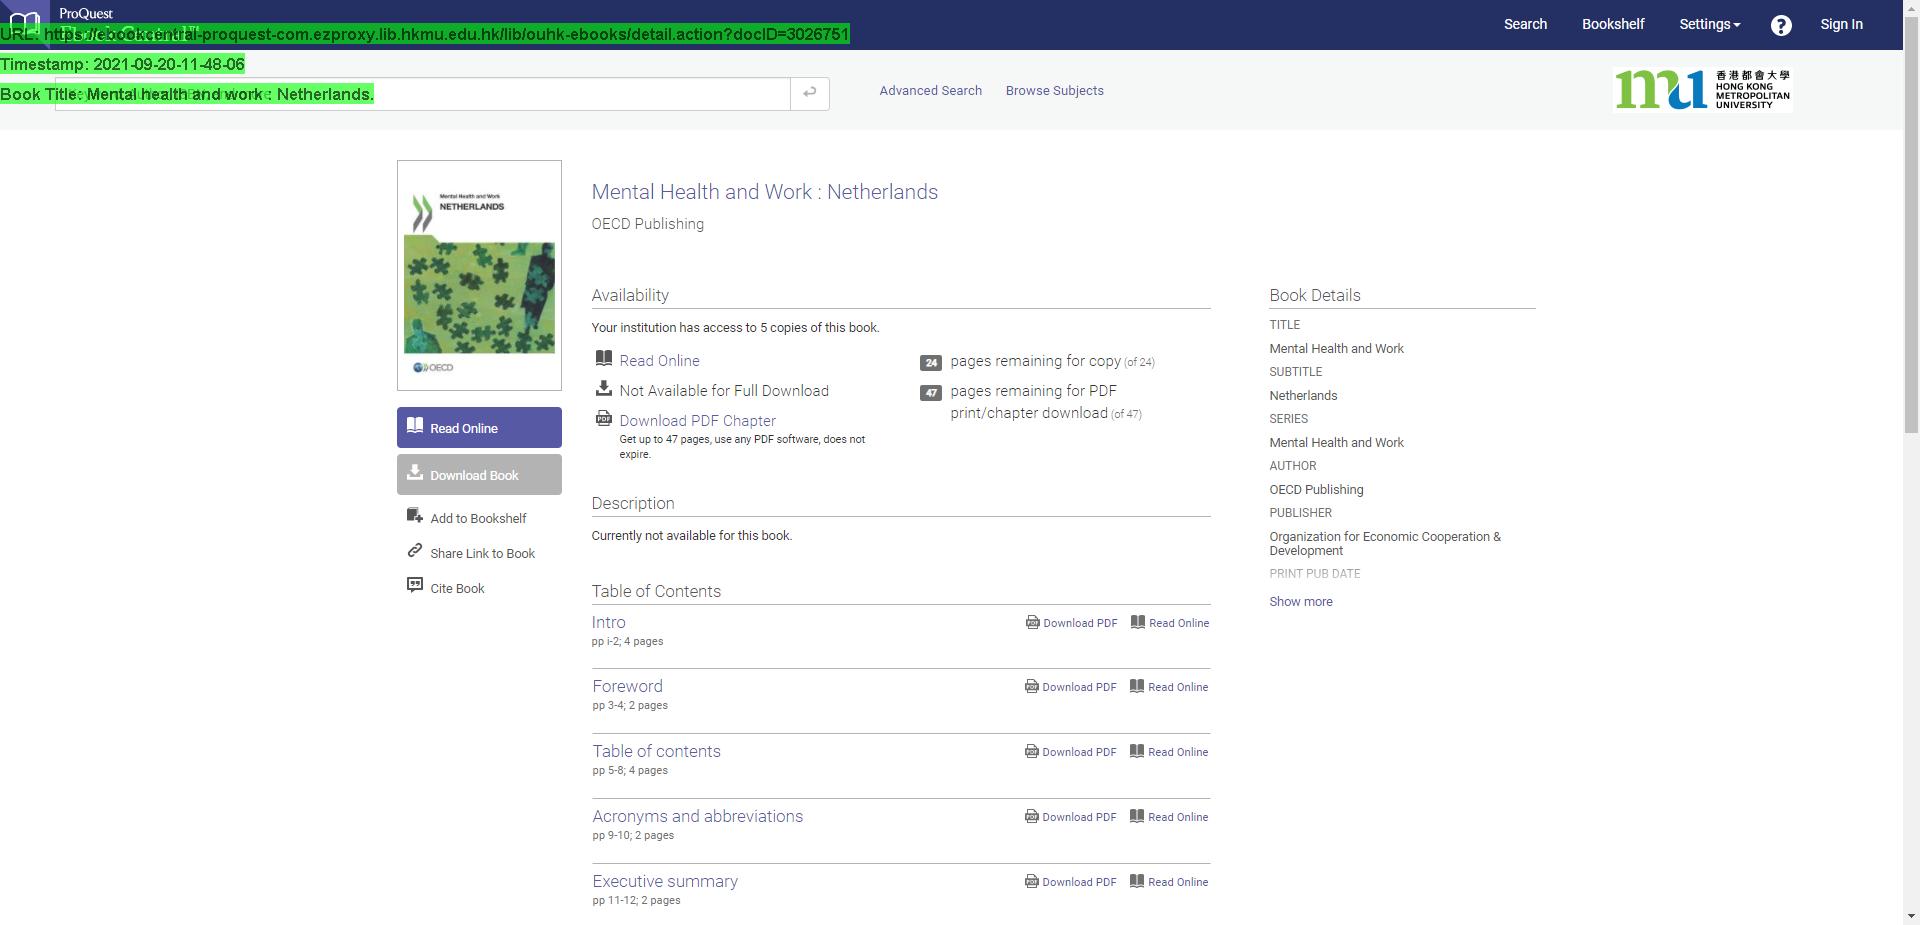 ProQuest
Ebook Central™
URL: https://ebookcentral-proquest-com.ezproxy.lib.hkmu.edu.hk/lib/ouhk-ebooks/detail.action?docID=3026751
Timestamp: 2021-09-20-11-48-06
Book Title: Mental health and work : Netherlands.
Search
Bookshelf
Settings
?
Sign In
Advanced Search
Browse Subjects
香港都會大學
HONG KONG
METROPOLITAN
UNIVERSITY
Mental Health and Work
NETHERLANDS
OECD
Read Online
Download Book
Add to Bookshelf
Share Link to Book
Cite Book
Mental Health and Work : Netherlands
OECD Publishing
Availability
Your institution has access to 5 copies of this book.
Read Online
Not Available for Full Download
PDF Download PDF Chapter
Get up to 47 pages, use any PDF software, does not
expire.
24 pages remaining for copy (of 24)
47 pages remaining for PDF
print/chapter download (of 47)
Description
Currently not available for this book.
Table of Contents
Intro
pp i-2; 4 pages
Download PDF Read Online
Foreword
pp 3-4; 2 pages
Download PDF Read Online
Table of contents
pp 5-8; 4 pages
Download PDF Read Online
Acronyms and abbreviations
pp 9-10; 2 pages
Download PDF Read Online
Executive summary
pp 11-12; 2 pages
Download PDF Read Online
Book Details
TITLE
Mental Health and Work
SUBTITLE
Netherlands
SERIES
Mental Health and Work
AUTHOR
OECD Publishing
PUBLISHER
Organization for Economic Cooperation &
Development
PRINT PUB DATE
Show more